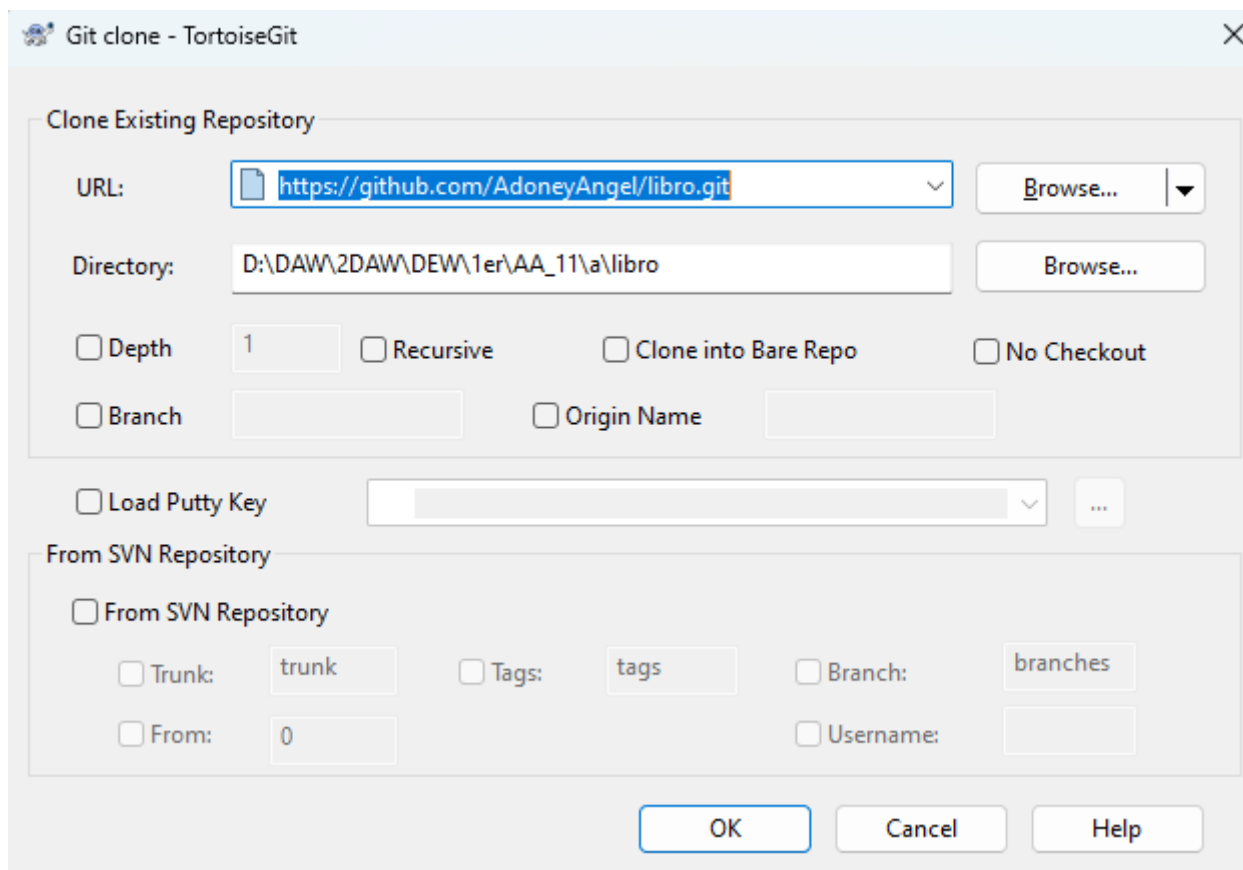 Git clone - TortoiseGit
Clone Existing Repository
URL: https://github.com/AdoneyAngel/libro.git Browse...
Directory: D:\DAW\2DAW\DEW\1er\AA_11\a\libro Browse...
Depth 1 Recursive Clone into Bare Repo No Checkout
Branch Origin Name
Load Putty Key ...
From SVN Repository
From SVN Repository
Trunk: trunk Tags: tags Branch: branches
From: 0 Username:
OK Cancel Help